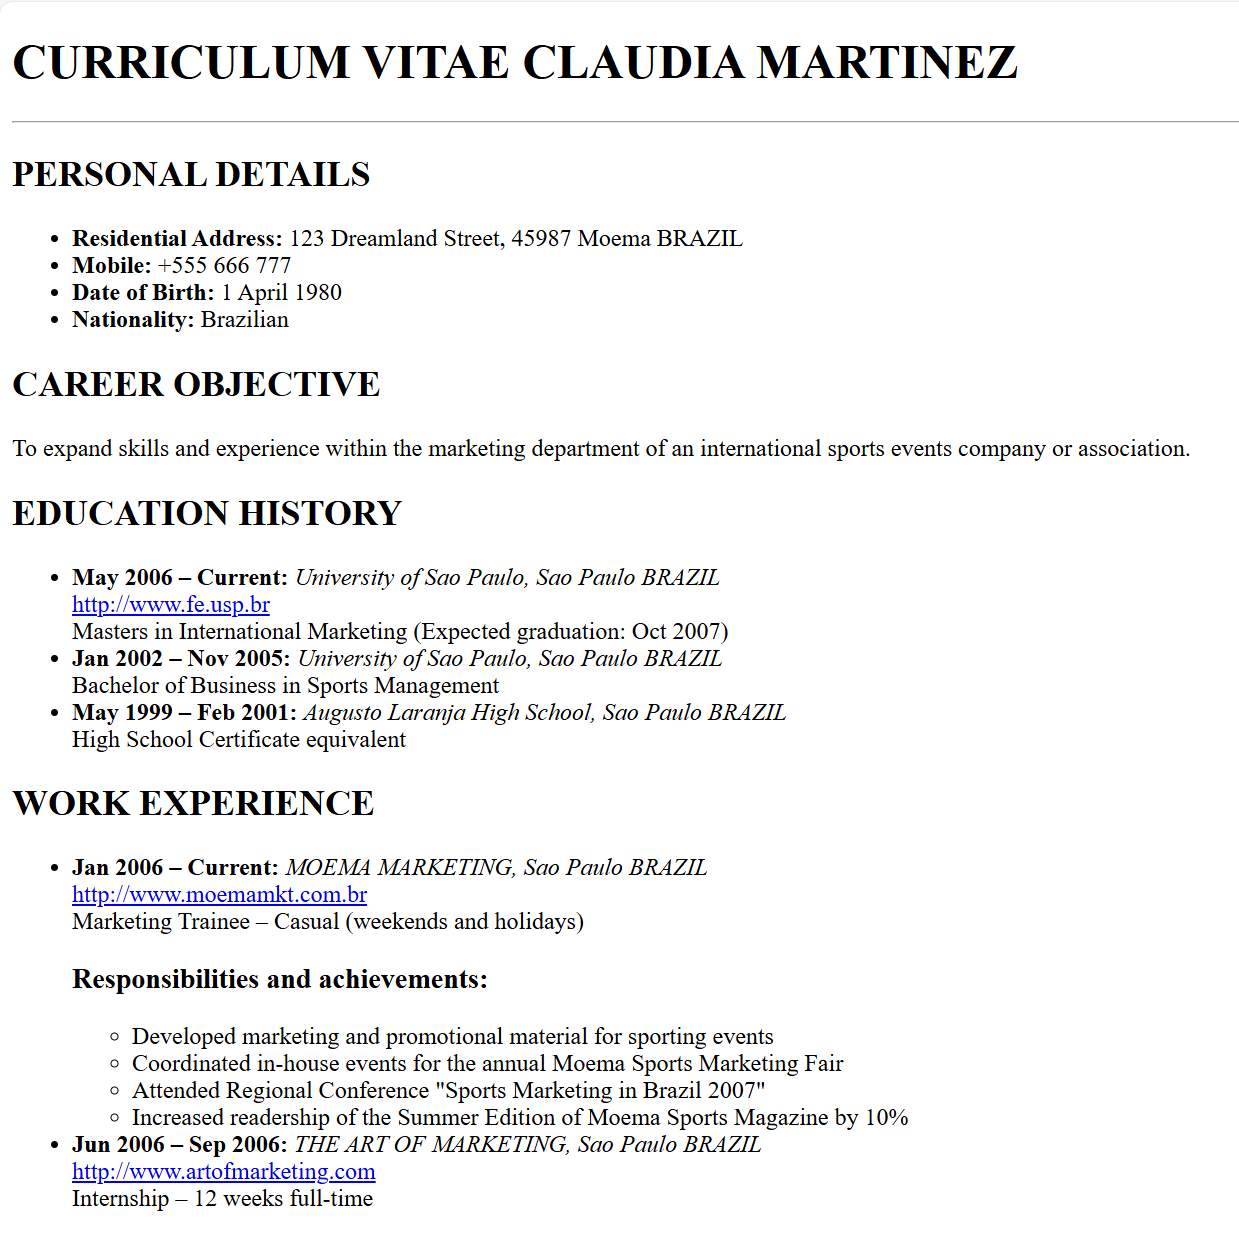 CURRICULUM VITAE CLAUDIA MARTINEZ
PERSONAL DETAILS
Residential Address: 123 Dreamland Street, 45987 Moema BRAZIL
Mobile: +555 666 777
Date of Birth: 1 April 1980
Nationality: Brazilian
CAREER OBJECTIVE
To expand skills and experience within the marketing department of an international sports events company or association.
EDUCATION HISTORY
May 2006 – Current: University of Sao Paulo, Sao Paulo BRAZIL
http://www.fe.usp.br
Masters in International Marketing (Expected graduation: Oct 2007)
Jan 2002 – Nov 2005: University of Sao Paulo, Sao Paulo BRAZIL
Bachelor of Business in Sports Management
May 1999 – Feb 2001: Augusto Laranja High School, Sao Paulo BRAZIL
High School Certificate equivalent
WORK EXPERIENCE
Jan 2006 – Current: MOEMA MARKETING, Sao Paulo BRAZIL
http://www.moemamkt.com.br
Marketing Trainee – Casual (weekends and holidays)
Responsibilities and achievements:
Developed marketing and promotional material for sporting events
Coordinated in-house events for the annual Moema Sports Marketing Fair
Attended Regional Conference "Sports Marketing in Brazil 2007"
Increased readership of the Summer Edition of Moema Sports Magazine by 10%
Jun 2006 – Sep 2006: THE ART OF MARKETING, Sao Paulo BRAZIL
http://www.artofmarketing.com
Internship – 12 weeks full-time